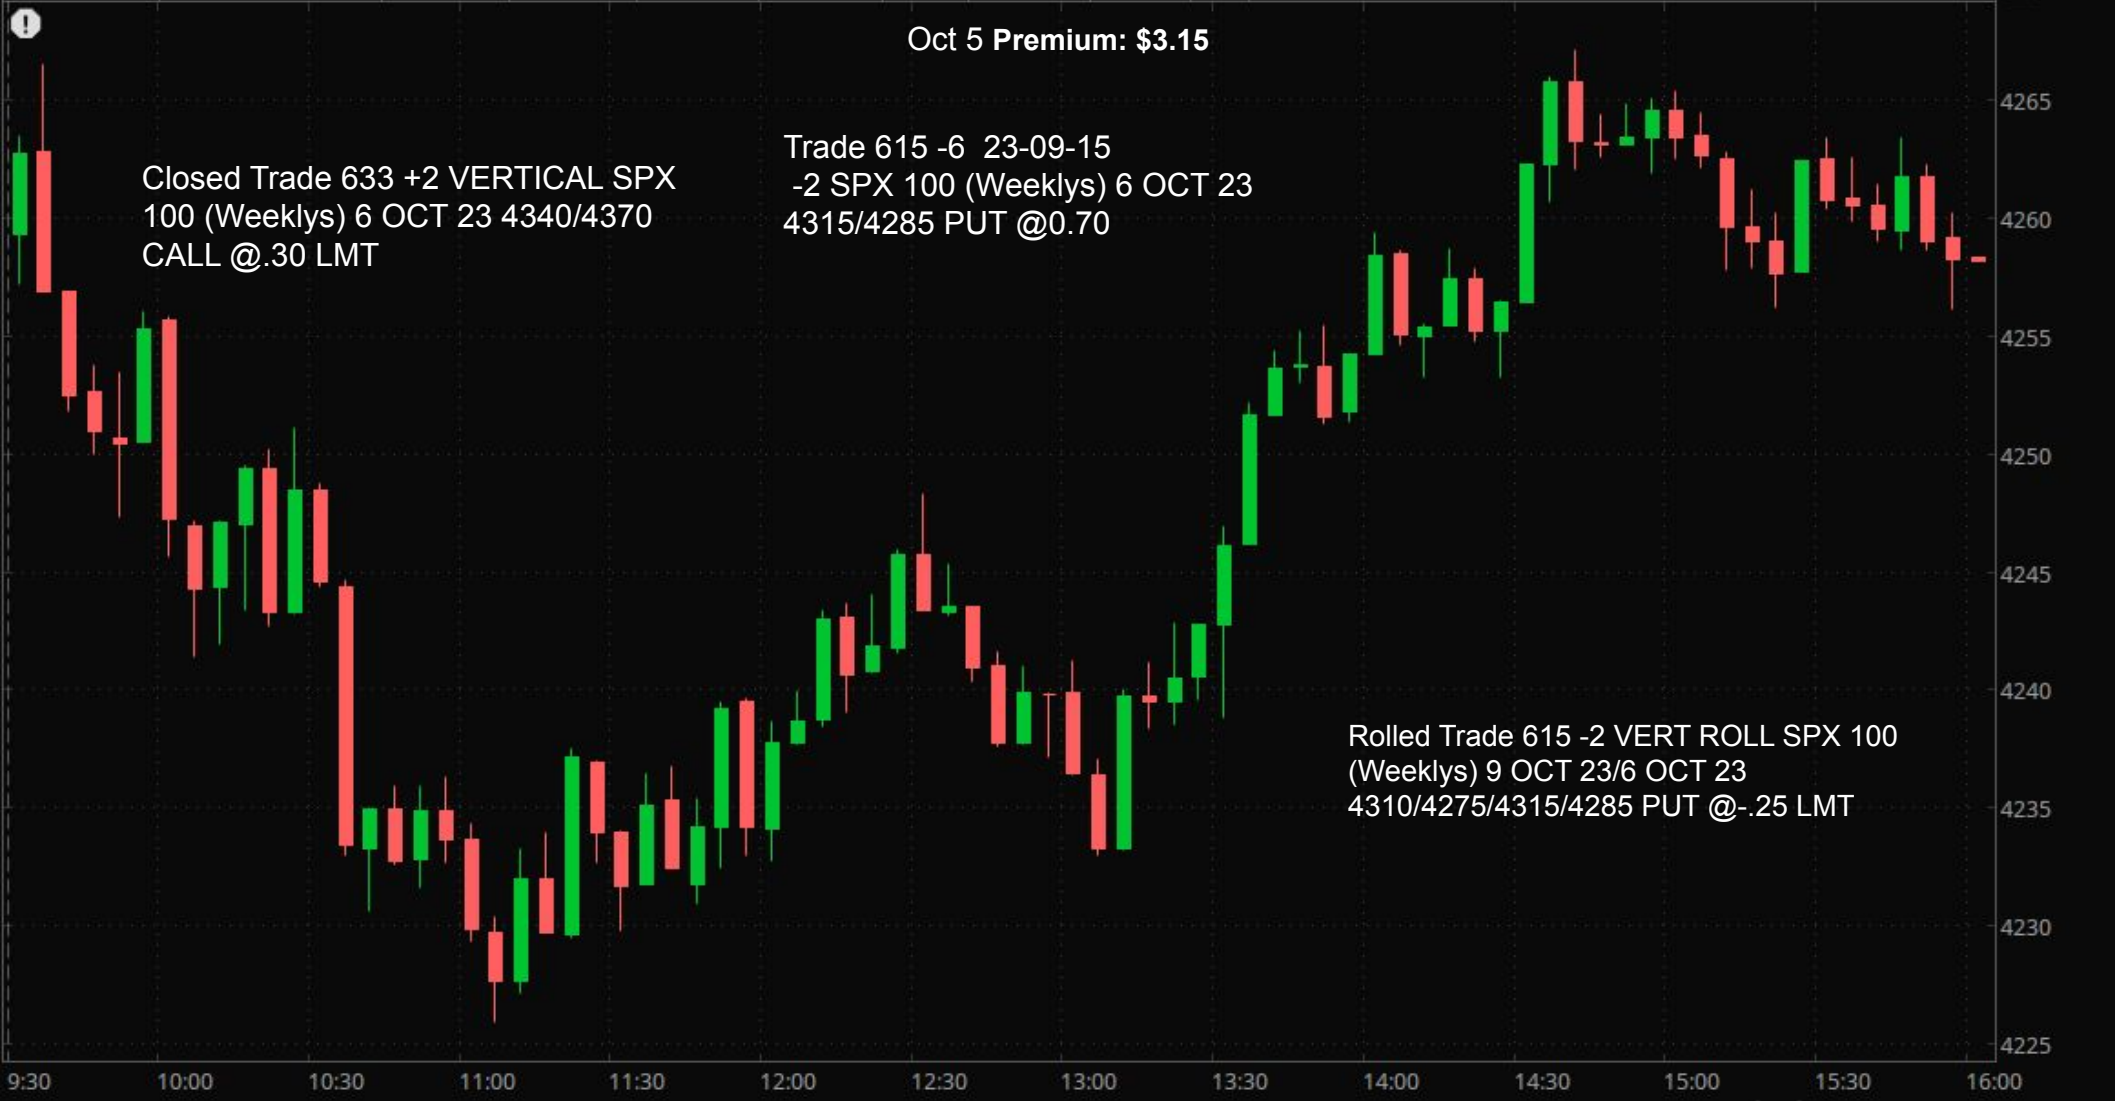 Oct 5 Premium: $3.15
Closed Trade 633 +2 VERTICAL SPX
100 (Weeklys) 6 OCT 23 4340/4370
CALL @.30 LMT
Trade 615 -6 23-09-15
-2 SPX 100 (Weeklys) 6 OCT 23
4315/4285 PUT @0.70
Rolled Trade 615 -2 VERT ROLL SPX 100
(Weeklys) 9 OCT 23/6 OCT 23
4310/4275/4315/4285 PUT @-.25 LMT
4265
4260
4255
4250
4245
4240
4235
4230
4225
9:30 10:00 10:30 11:00 11:30 12:00 12:30 13:00 13:30 14:00 14:30 15:00 15:30 16:00